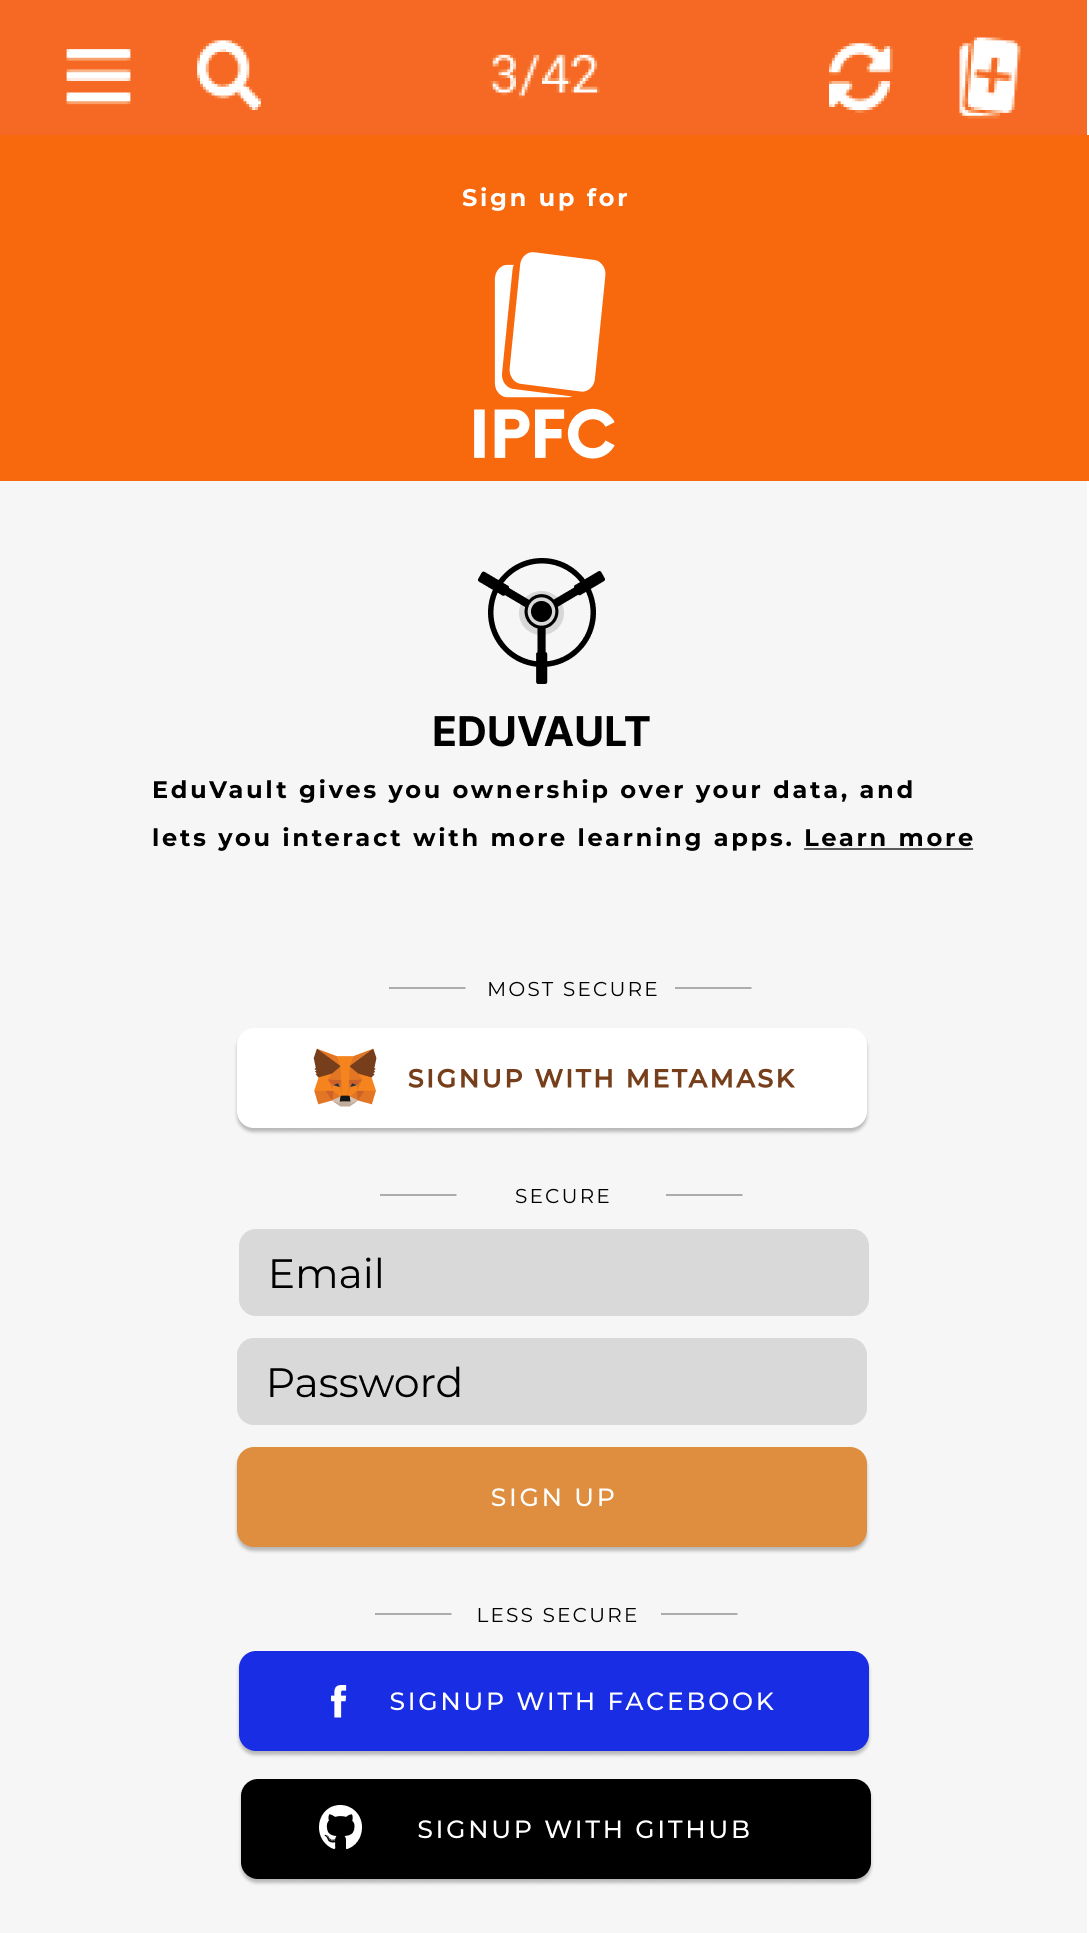 3/42
Sign up for
IPFC
EDUVAULT
EduVault gives you ownership over your data, and
lets you interact with more learning apps. Learn more
MOST SECURE
SIGNUP WITH METAMASK
SECURE
Email
Password
SIGN UP
LESS SECURE
SIGNUP WITH FACEBOOK
SIGNUP WITH GITHUB